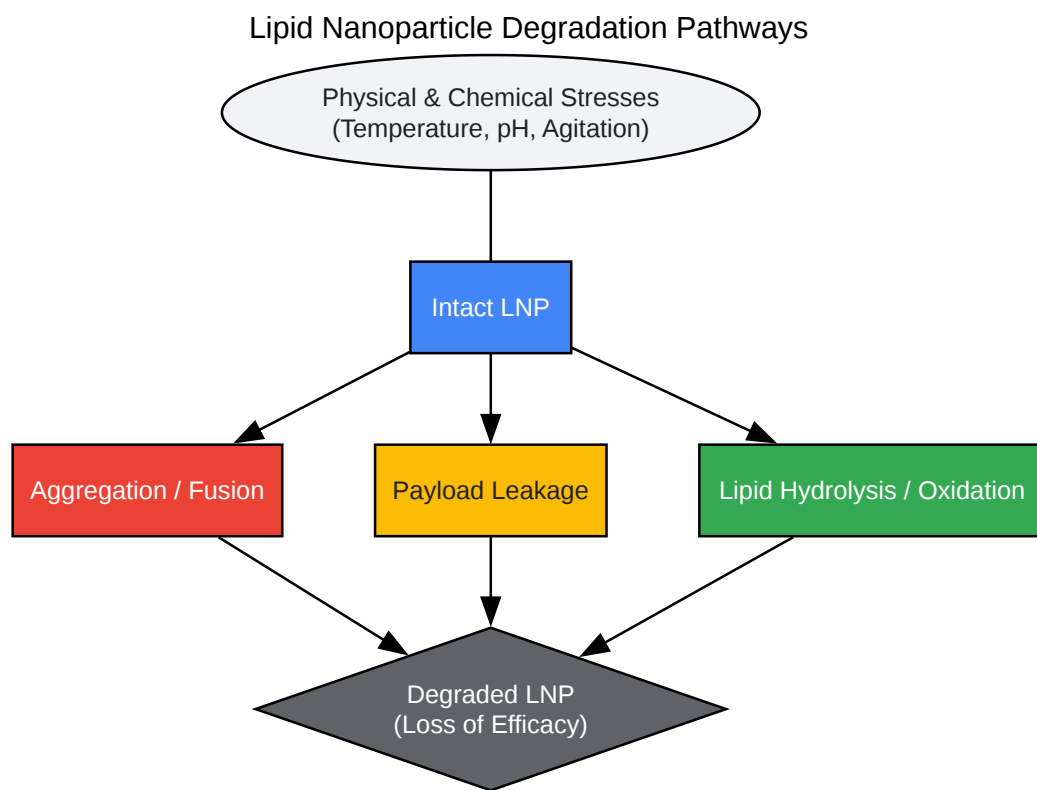 Lipid Nanoparticle Degradation Pathways
Physical & Chemical Stresses
(Temperature, pH, Agitation)
Intact LNP
Aggregation / Fusion
Payload Leakage
Lipid Hydrolysis / Oxidation
Degraded LNP
(Loss of Efficacy)